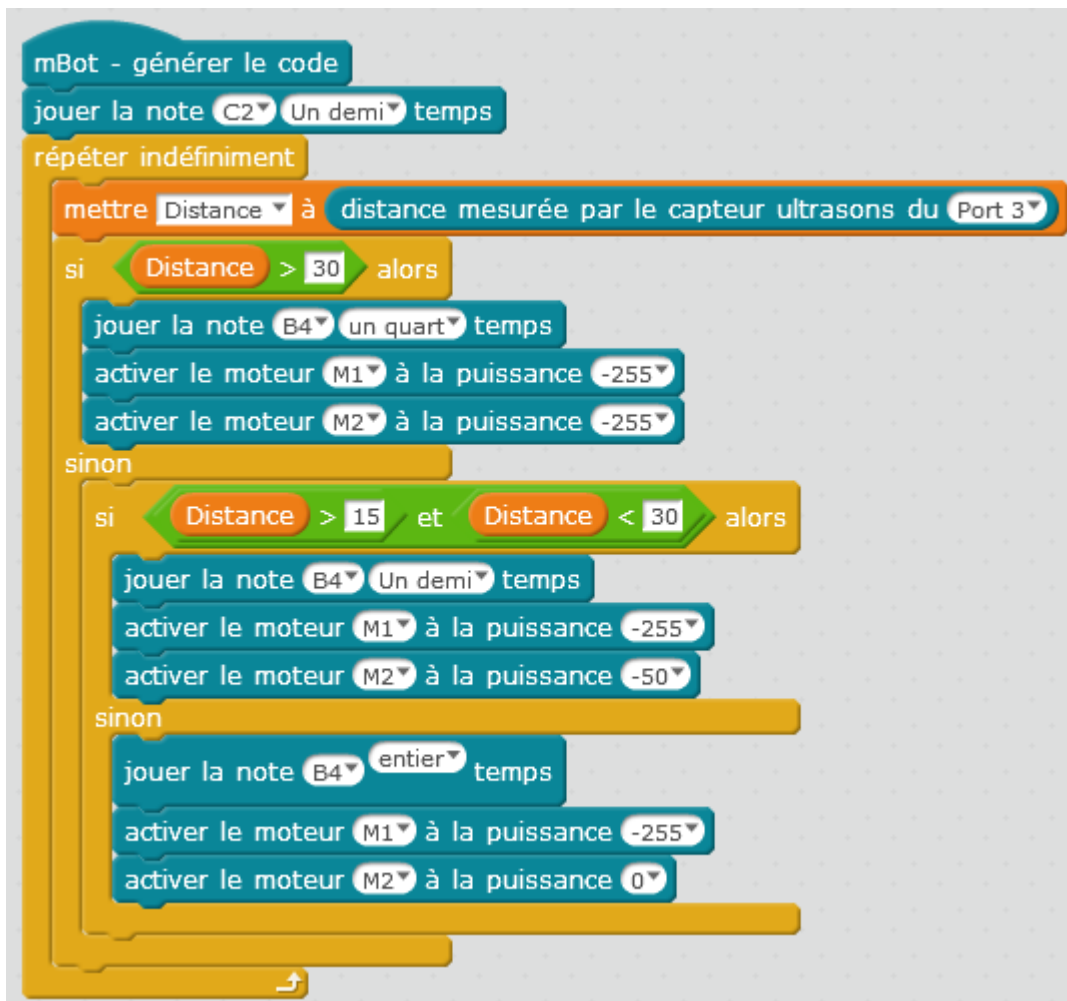 mBot - générer le code
jouer la note C2 Un demi temps
répéter indéfiniment
mettre Distance à distance mesurée par le capteur ultrasons du Port 3
si Distance > 30 alors
jouer la note B4 un quart temps
activer le moteur M1 à la puissance -255
activer le moteur M2 à la puissance -255
sinon
si Distance > 15 et Distance < 30 alors
jouer la note B4 Un demi temps
activer le moteur M1 à la puissance -255
activer le moteur M2 à la puissance -50
sinon
jouer la note B4 entier temps
activer le moteur M1 à la puissance -255
activer le moteur M2 à la puissance 0